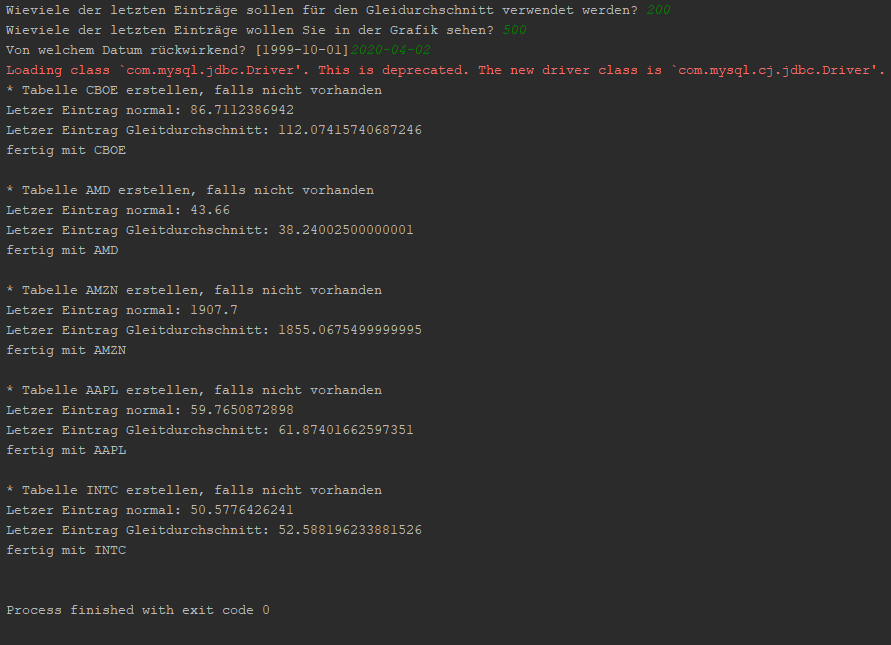 Wieviele der letzten Einträge sollen für den Gleidurchschnitt verwendet werden? 200
Wieviele der letzten Einträge wollen Sie in der Grafik sehen? 500
Von welchem Datum rückwirkend? [1999-10-01]2020-04-02
Loading class `com.mysql.jdbc.Driver'. This is deprecated. The new driver class is `com.mysql.cj.jdbc.Driver'.
* Tabelle CBOE erstellen, falls nicht vorhanden
Letzer Eintrag normal: 86.7112386942
Letzer Eintrag Gleitdurchschnitt: 112.07415740687246
fertig mit CBOE

* Tabelle AMD erstellen, falls nicht vorhanden
Letzer Eintrag normal: 43.66
Letzer Eintrag Gleitdurchschnitt: 38.24002500000001
fertig mit AMD

* Tabelle AMZN erstellen, falls nicht vorhanden
Letzer Eintrag normal: 1907.7
Letzer Eintrag Gleitdurchschnitt: 1855.0675499999995
fertig mit AMZN

* Tabelle AAPL erstellen, falls nicht vorhanden
Letzer Eintrag normal: 59.7650872898
Letzer Eintrag Gleitdurchschnitt: 61.87401662597351
fertig mit AAPL

* Tabelle INTC erstellen, falls nicht vorhanden
Letzer Eintrag normal: 50.5776426241
Letzer Eintrag Gleitdurchschnitt: 52.588196233881526
fertig mit INTC

Process finished with exit code 0